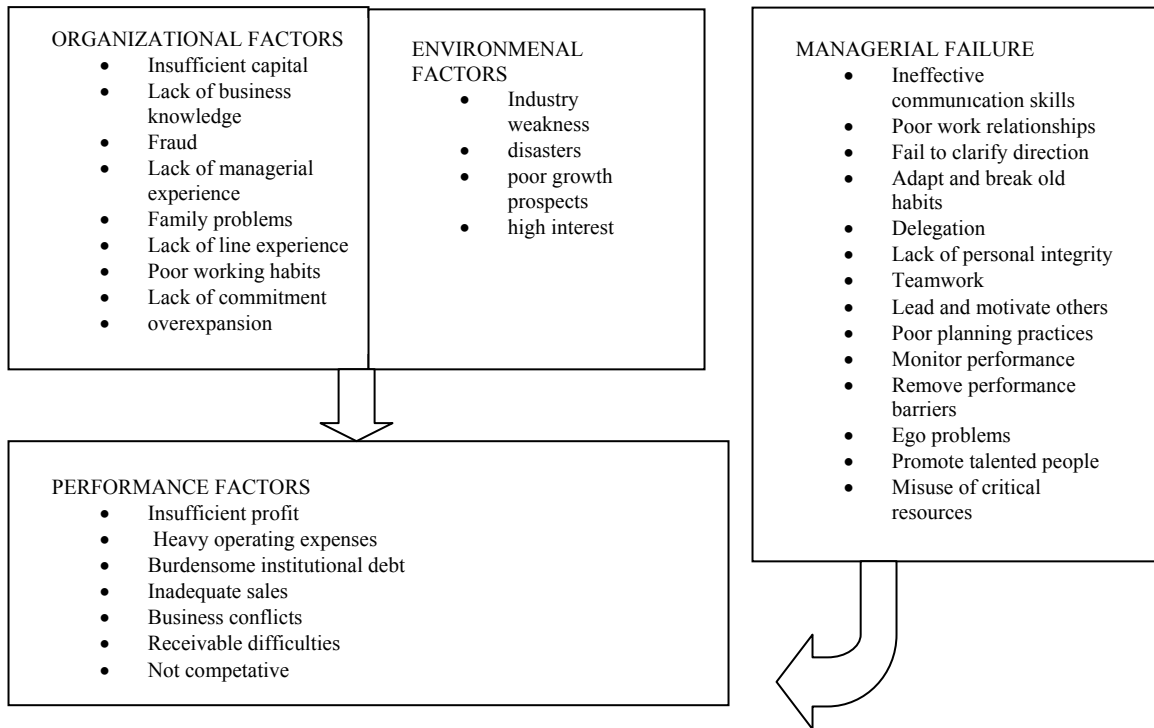 ORGANIZATIONAL FACTORS
• Insufficient capital
• Lack of business
knowledge
• Fraud
• Lack of managerial
experience
• Family problems
• Lack of line experience
• Poor working habits
• Lack of commitment
• overexpansion
ENVIRONMENAL
FACTORS
• Industry
weakness
• disasters
• poor growth
prospects
• high interest
MANAGERIAL FAILURE
• Ineffective
communication skills
• Poor work relationships
• Fail to clarify direction
• Adapt and break old
habits
• Delegation
• Lack of personal integrity
• Teamwork
• Lead and motivate others
• Poor planning practices
• Monitor performance
• Remove performance
barriers
• Ego problems
• Promote talented people
• Misuse of critical
resources
PERFORMANCE FACTORS
• Insufficient profit
• Heavy operating expenses
• Burdensome institutional debt
• Inadequate sales
• Business conflicts
• Receivable difficulties
• Not competative